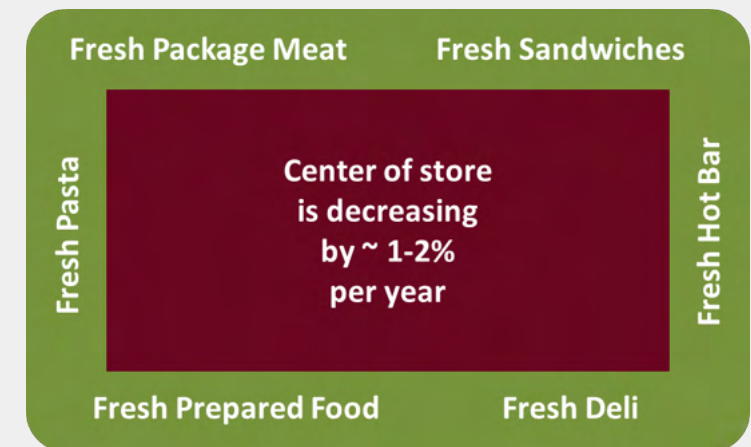 Fresh Package Meat
Fresh Sandwiches
Fresh Pasta
Center of store
is decreasing
by ~ 1-2%
per year
Fresh Hot Bar
Fresh Prepared Food
Fresh Deli